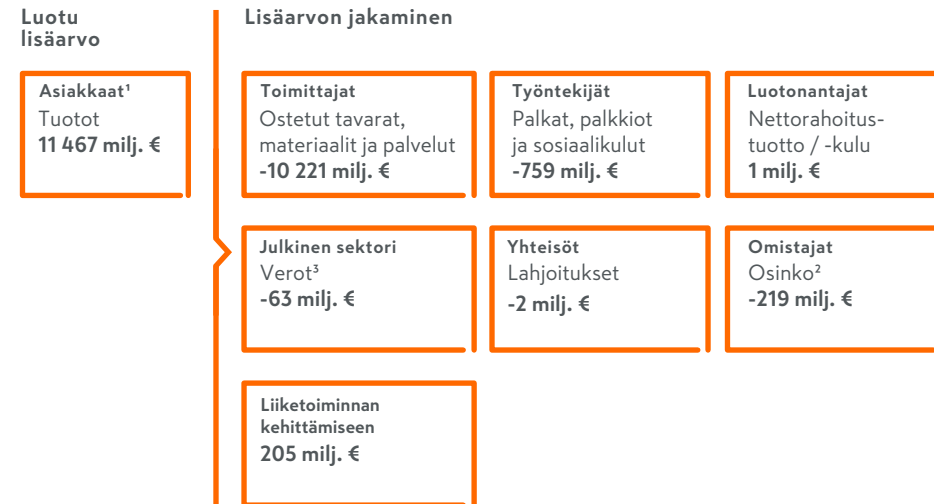 Luotu
lisäarvo
Lisäarvon jakaminen
Asiakkaat¹
Tuotot
11 467 milj. €
Toimittajat
Ostetut tavarat,
materiaalit ja palvelut
-10 221 milj. €
Työntekijät
Palkat, palkkiot
ja sosiaalikulut
-759 milj. €
Luotonantajat
Nettorahoitus-
tuotto / -kulu
1 milj. €
Julkinen sektori
Verot³
-63 milj. €
Yhteisöt
Lahjoitukset
-2 milj. €
Omistajat
Osinko²
-219 milj. €
Liiketoiminnan
kehittämiseen
205 milj. €